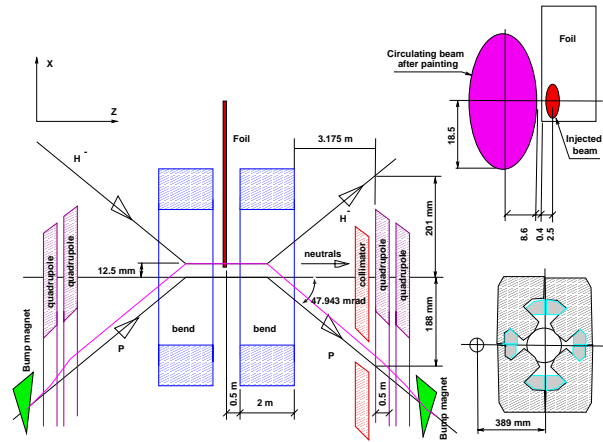 X
Z
H -
Foil
3.175 m
quadrupole
quadrupole
12.5 mm
bend
bend
neutrals
H -
collimator
quadrupole
quadrupole
201 mm
47.943 mrad
188 mm
P
P
Bump magnet
Bump magnet
0.5 m
2 m
0.5 m
Circulating beam
after painting
Foil
18.5
Injected
beam
8.6
0.4
2.5
389 mm